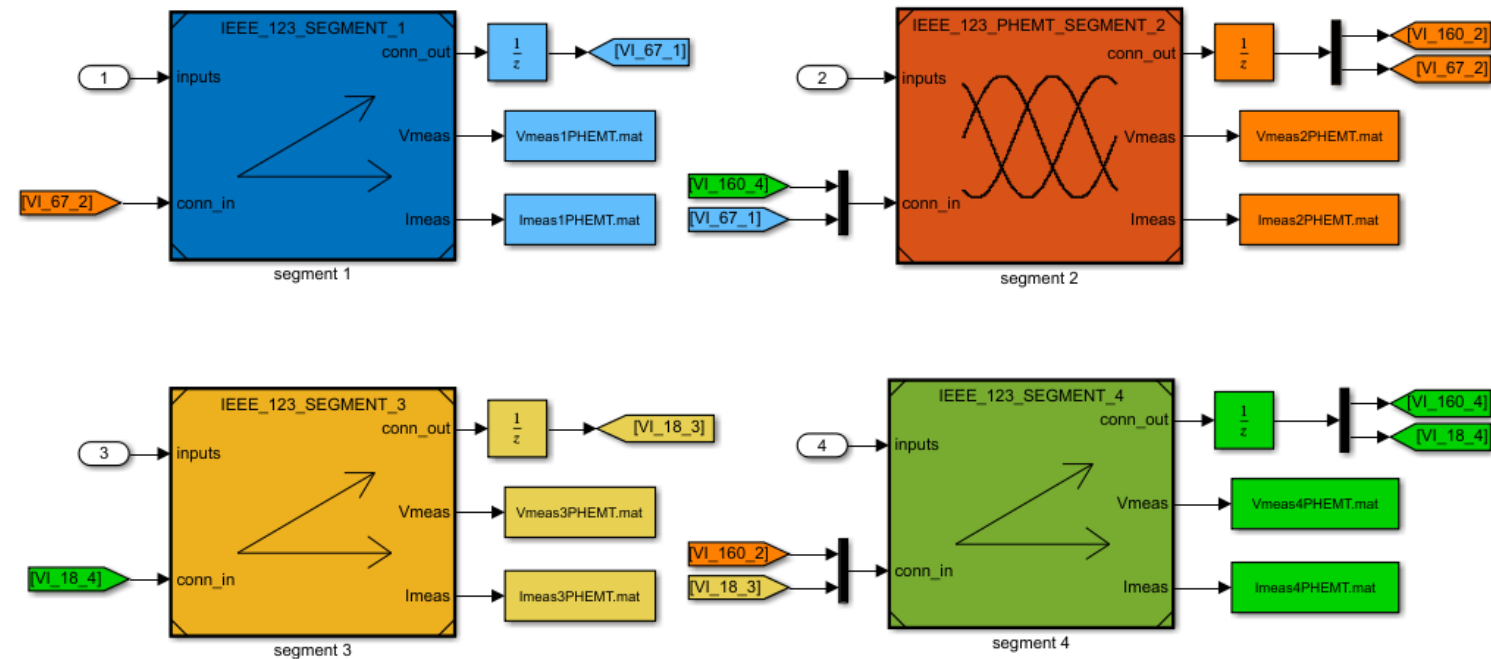 IEEE_123_SEGMENT_1
1
inputs
conn_out
1
z
[VI_67_1]
Vmeas
Vmeas1PHEMT.mat
[VI_67_2]
conn_in
Imeas
Imeas1PHEMT.mat
segment 1
IEEE_123_PHEMT_SEGMENT_2
2
inputs
conn_out
1
z
[VI_160_2]
[VI_67_2]
Vmeas
Vmeas2PHEMT.mat
[VI_160_4]
[VI_67_1]
conn_in
Imeas
Imeas2PHEMT.mat
segment 2
IEEE_123_SEGMENT_3
3
inputs
conn_out
1
z
[VI_18_3]
Vmeas
Vmeas3PHEMT.mat
[VI_18_4]
conn_in
Imeas
Imeas3PHEMT.mat
segment 3
IEEE_123_SEGMENT_4
4
inputs
conn_out
1
z
[VI_160_4]
[VI_18_4]
Vmeas
Vmeas4PHEMT.mat
[VI_160_2]
[VI_18_3]
conn_in
Imeas
Imeas4PHEMT.mat
segment 4